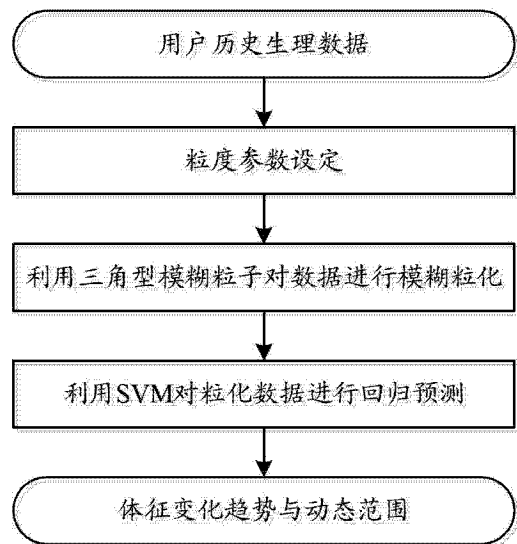 用户历史生理数据
粒度参数设定
利用三角型模糊粒子对数据进行模糊粒化
利用SVM对粒化数据进行回归预测
体征变化趋势与动态范围